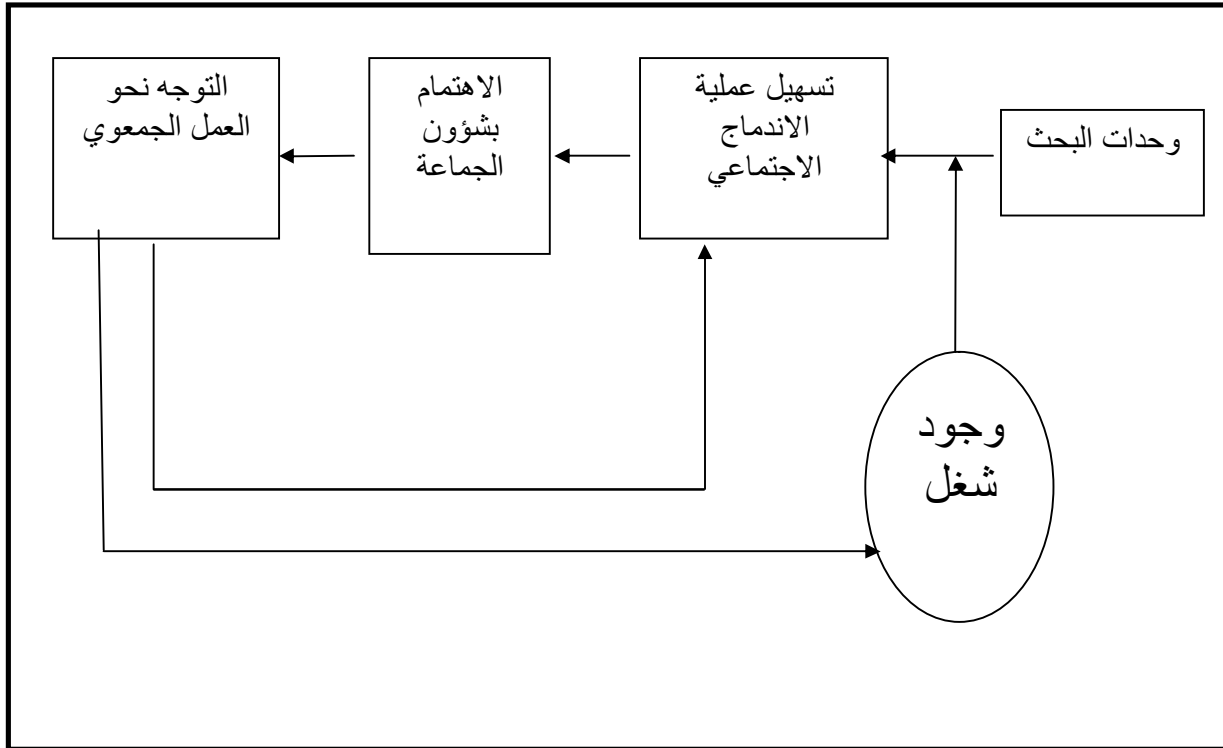 وحدات البحث
تسهيل عملية
الاندماج
الاجتماعي
الاهتمام
بشؤون
الجماعة
التوجه نحو
العمل الجمعوي
وجود
شغل